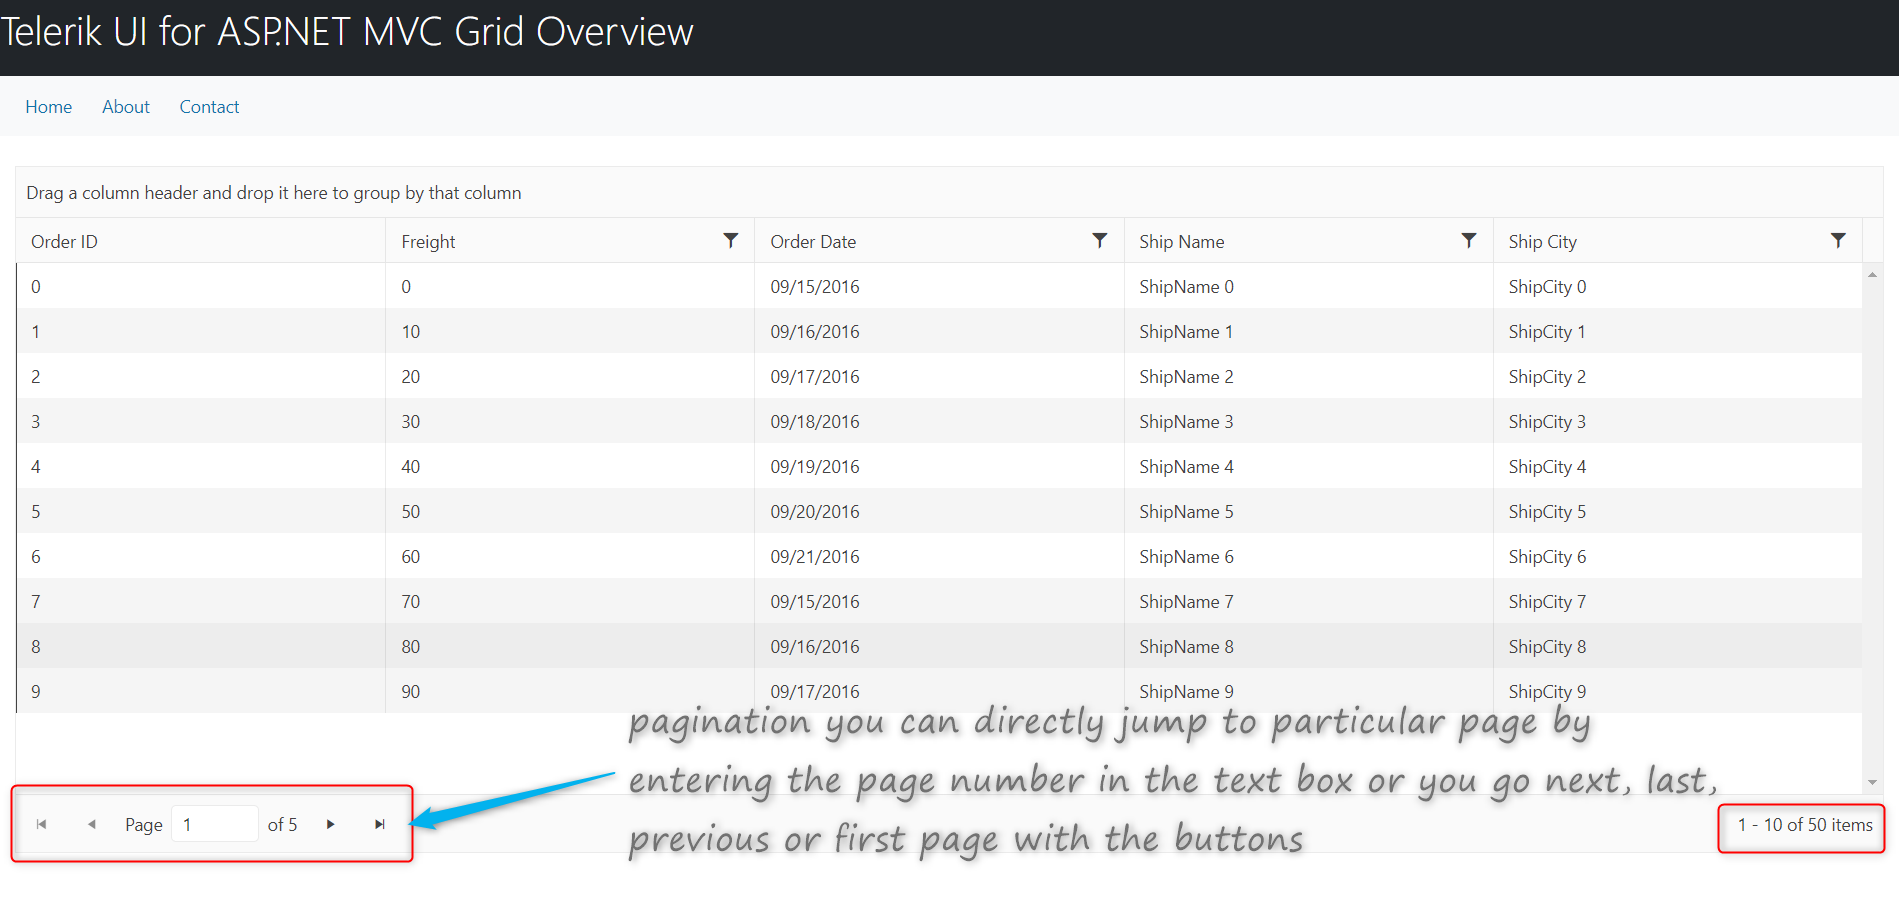 Telerik UI for ASP.NET MVC Grid Overview
Home About Contact
Drag a column header and drop it here to group by that column
Order ID Freight Order Date Ship Name Ship City
0 0 09/15/2016 ShipName 0 ShipCity 0
1 10 09/16/2016 ShipName 1 ShipCity 1
2 20 09/17/2016 ShipName 2 ShipCity 2
3 30 09/18/2016 ShipName 3 ShipCity 3
4 40 09/19/2016 ShipName 4 ShipCity 4
5 50 09/20/2016 ShipName 5 ShipCity 5
6 60 09/21/2016 ShipName 6 ShipCity 6
7 70 09/15/2016 ShipName 7 ShipCity 7
8 80 09/16/2016 ShipName 8 ShipCity 8
9 90 09/17/2016 ShipName 9 ShipCity 9
pagination you can directly jump to particular page by
entering the page number in the text box or you go next, last,
previous or first page with the buttons
Page 1 of 5
1 - 10 of 50 items